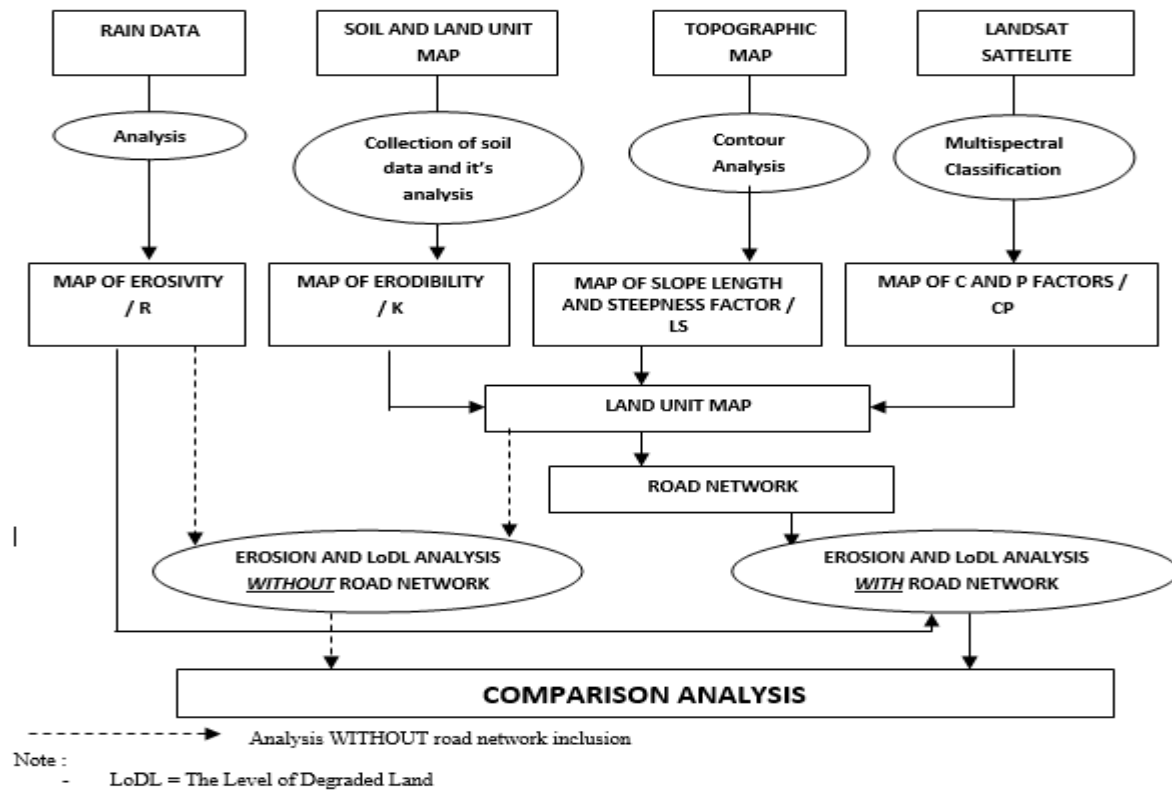 RAIN DATA
SOIL AND LAND UNIT
MAP
TOPOGRAPHIC
MAP
LANDSAT
SATTELITE
Analysis
Collection of soil
data and it's
analysis
Contour
Analysis
Multispectral
Classification
MAP OF EROSIVITY
/ R
MAP OF ERODIBILITY
/ K
MAP OF SLOPE LENGTH
AND STEEPNESS FACTOR /
LS
MAP OF C AND P FACTORS /
CP
LAND UNIT MAP
ROAD NETWORK
EROSION AND LoDL ANALYSIS
WITHOUT ROAD NETWORK
EROSION AND LoDL ANALYSIS
WITH ROAD NETWORK
COMPARISON ANALYSIS
Analysis WITHOUT road network inclusion
Note :
- LoDL = The Level of Degraded Land